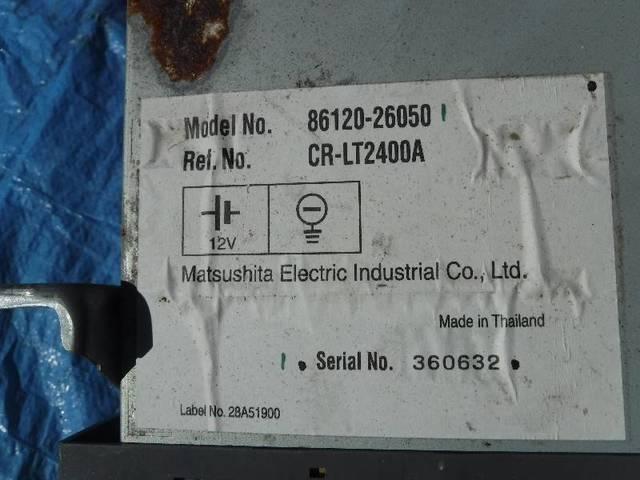 Model No. 86120-26050
Ref. No. CR-LT2400A
12V
Matsushita Electric Industrial Co., Ltd.
Made in Thailand
Serial No. 360632
Label No. 28A51900